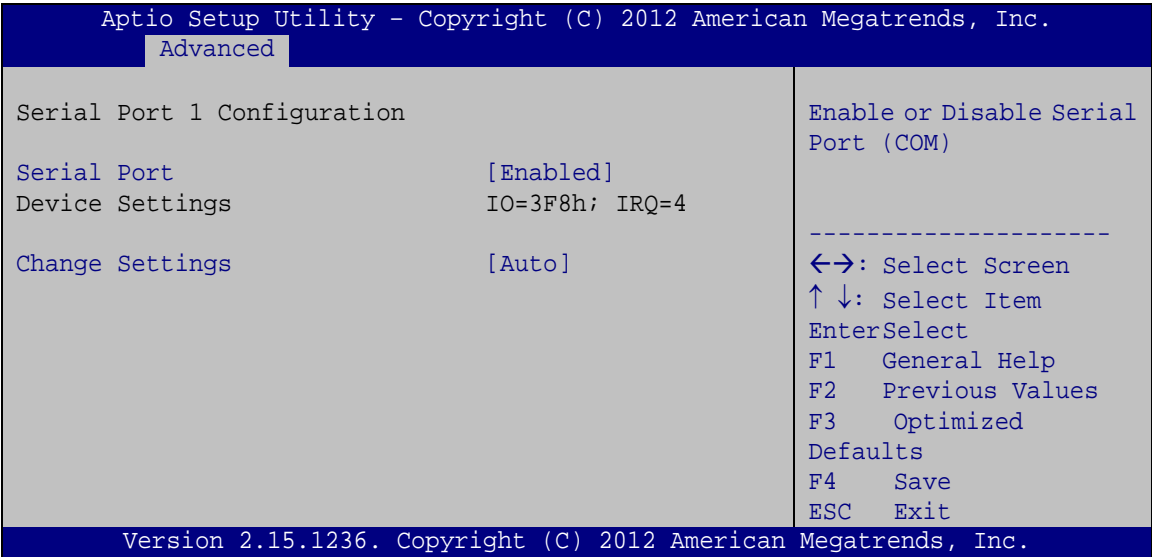 Aptio Setup Utility – Copyright (C) 2012 American Megatrends, Inc.
Advanced
Serial Port 1 Configuration
Serial Port [Enabled]
Device Settings IO=3F8h; IRQ=4
Change Settings [Auto]
Enable or Disable Serial
Port (COM)
---------------------
←→: Select Screen
↑ ↓: Select Item
EnterSelect
F1 General Help
F2 Previous Values
F3 Optimized
Defaults
F4 Save
ESC Exit
Version 2.15.1236. Copyright (C) 2012 American Megatrends, Inc.